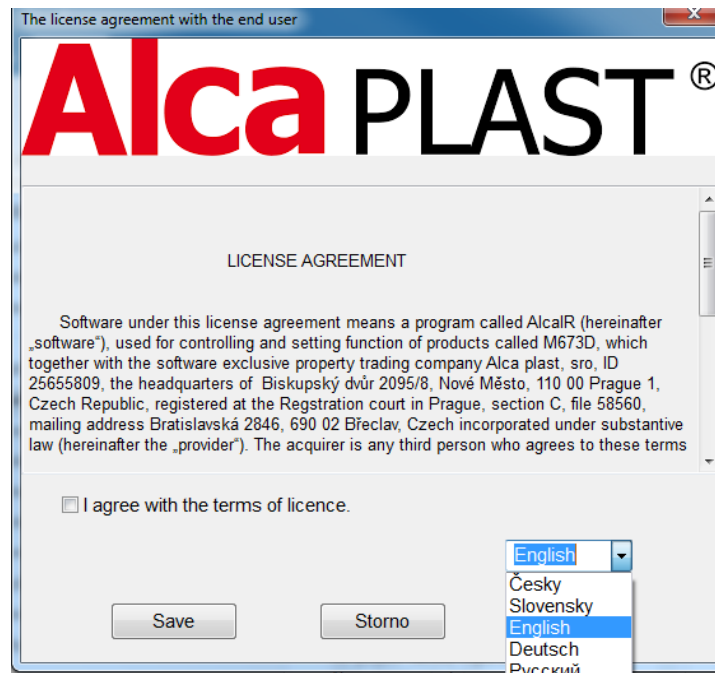 The license agreement with the end user
Alca PLAST ®
LICENSE AGREEMENT
Software under this license agreement means a program called AlcaIR (hereinafter
„software“), used for controlling and setting function of products called M673D, which
together with the software exclusive property trading company Alca plast, sro, ID
25655809, the headquarters of Biskupský dvůr 2095/8, Nové Město, 110 00 Prague 1,
Czech Republic, registered at the Regstration court in Prague, section C, file 58560,
mailing address Bratislavská 2846, 690 02 Břeclav, Czech incorporated under substantive
law (hereinafter the „provider“). The acquirer is any third person who agrees to these terms
I agree with the terms of licence.
English
Česky
Slovensky
English
Deutsch
Русский
Save
Storno